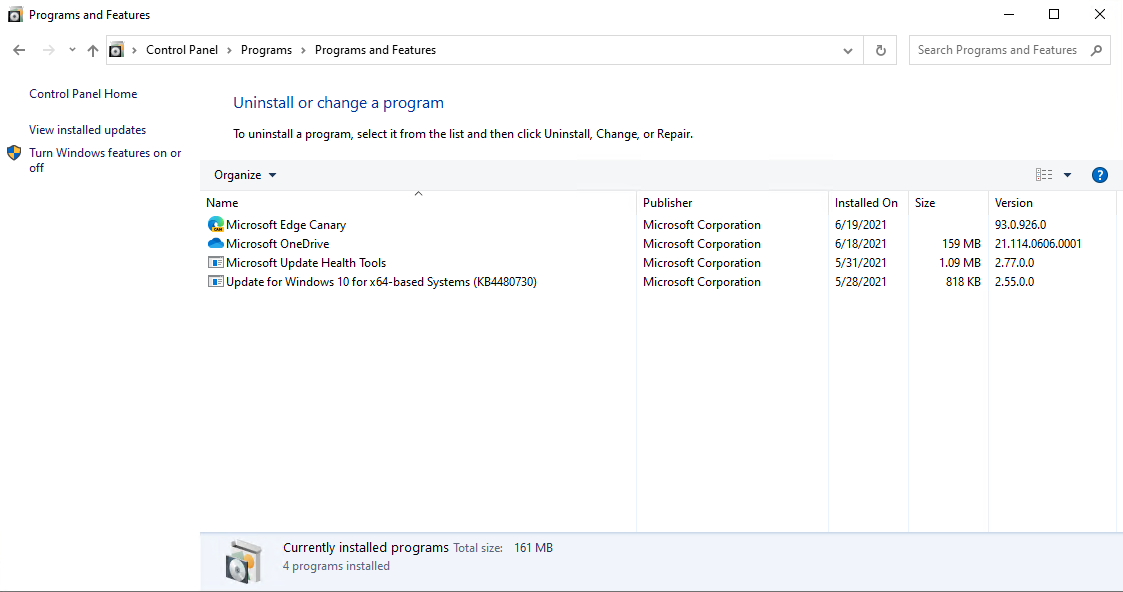 Programs and Features
Control Panel > Programs > Programs and Features
Search Programs and Features
Control Panel Home
View installed updates
Turn Windows features on or
off
Uninstall or change a program
To uninstall a program, select it from the list and then click Uninstall, Change, or Repair.
Organize
?
Name Publisher Installed On Size Version
Microsoft Edge Canary Microsoft Corporation 6/19/2021 93.0.926.0
Microsoft OneDrive Microsoft Corporation 6/18/2021 159 MB 21.114.0606.0001
Microsoft Update Health Tools Microsoft Corporation 5/31/2021 1.09 MB 2.77.0.0
Update for Windows 10 for x64-based Systems (KB4480730) Microsoft Corporation 5/28/2021 818 KB 2.55.0.0
Currently installed programs Total size: 161 MB
4 programs installed